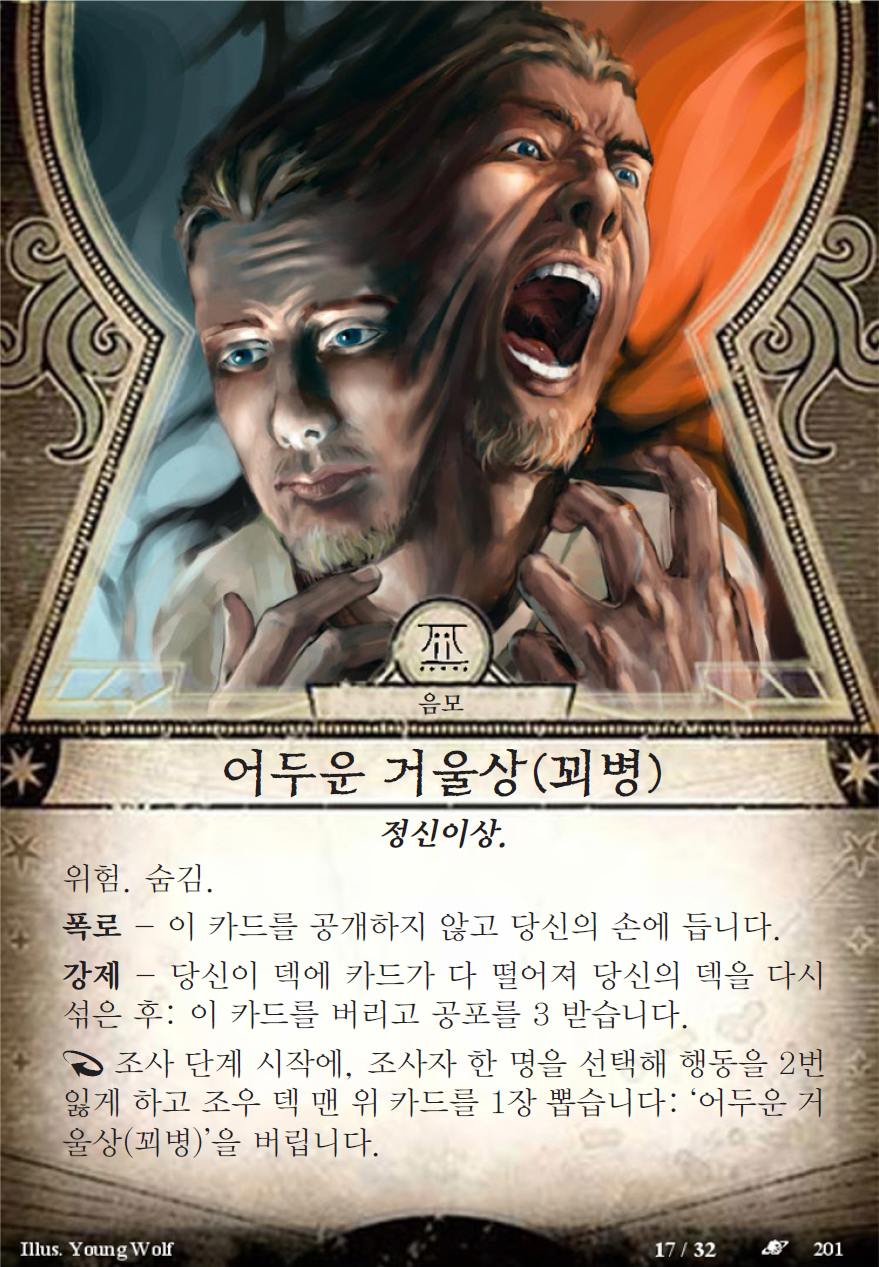 음모
어두운 거울상(꾀병)
정신이상.
위험. 숨김.
폭로 – 이 카드를 공개하지 않고 당신의 손에 듭니다.
강제 – 당신이 덱에 카드가 다 떨어져 당신의 덱을 다시
섞은 후: 이 카드를 버리고 공포를 3 받습니다.
조사 단계 시작에, 조사자 한 명을 선택해 행동을 2번
잃게 하고 조우 덱 맨 위 카드를 1장 뽑습니다: ‘어두운 거
울상(꾀병)’을 버립니다.
Illus. Young Wolf 17 / 32 201